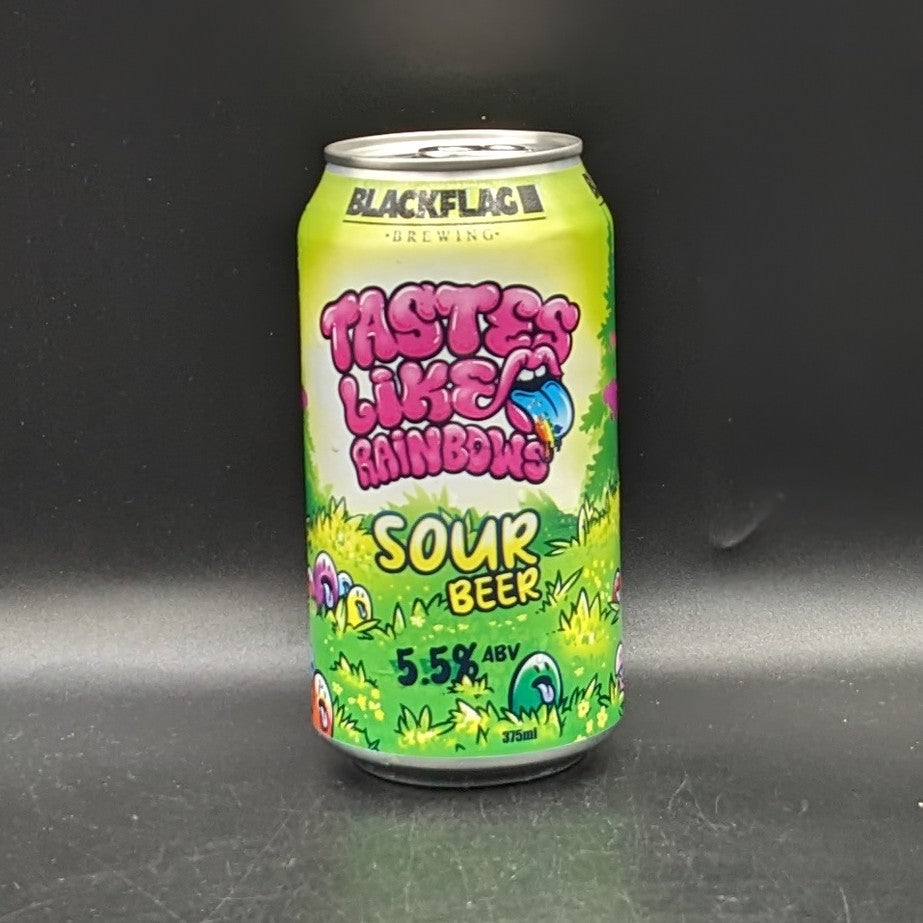 BLACKFLAG
·BREWING·
TASTES
LiKE
RAiNBOWS
SOUR
BEER
5.5% ABV
375ml